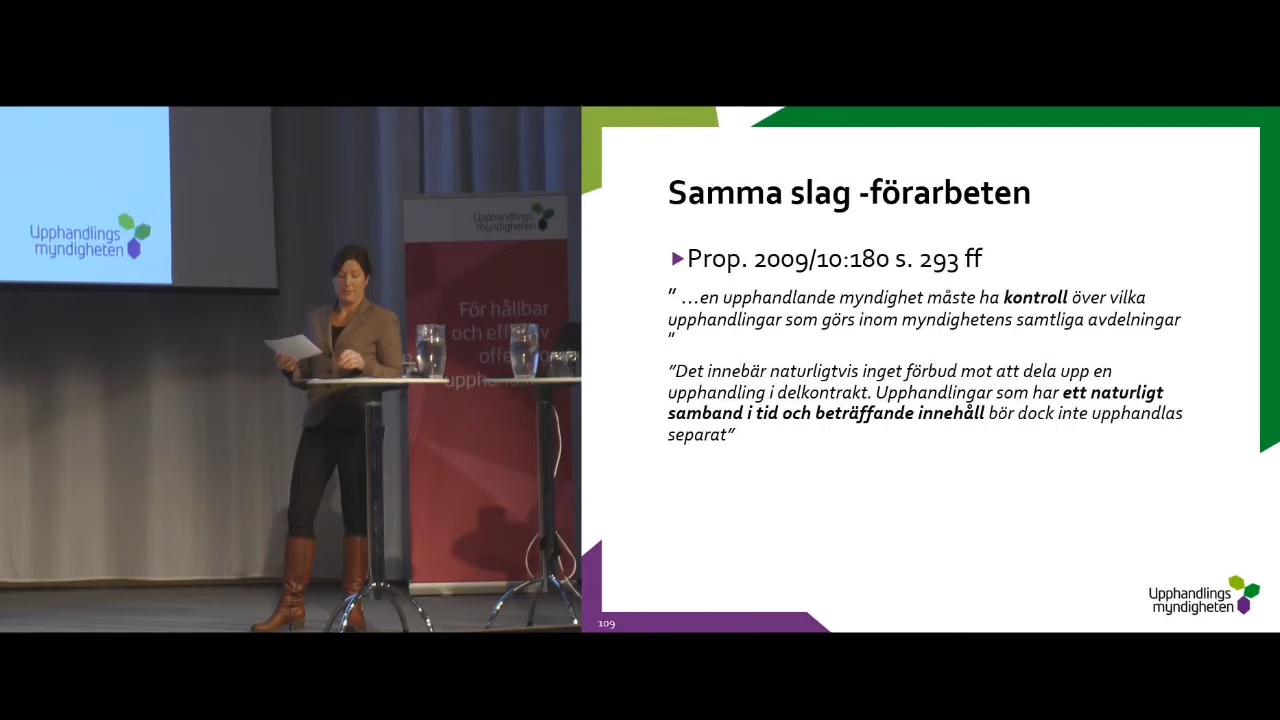 Upphandlings
myndigheten
Upphandlings
myndigheten
För hållbar
och
upphan
Samma slag -förarbeten
Prop. 2009/10:180 s. 293 ff
” …en upphandlande myndighet måste ha kontroll över vilka
upphandlingar som görs inom myndighetens samtliga avdelningar
”
”Det innebär naturligtvis inget förbud mot att dela upp en
upphandling i delkontrakt. Upphandlingar som har ett naturligt
samband i tid och beträffande innehåll bör dock inte upphandlas
separat”
Upphandlings
myndigheten
109